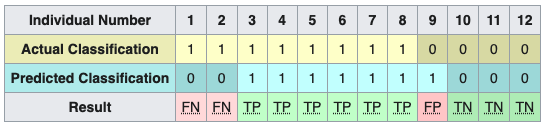 Individual Number 1 2 3 4 5 6 7 8 9 10 11 12
Actual Classification 1 1 1 1 1 1 1 1 0 0 0 0
Predicted Classification 0 0 1 1 1 1 1 1 1 0 0 0
Result FN FN TP TP TP TP TP TP FP TN TN TN